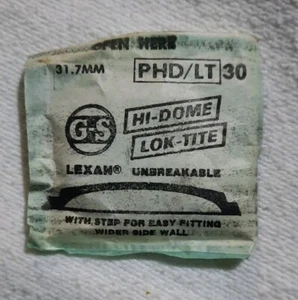 OPEN HERE
31.7MM PHD/LT 30
G-S HI-DOME
LOK-TITE
LEXAN® UNBREAKABLE
WITH STEP FOR EASY FITTING
WIDER SIDE WALL